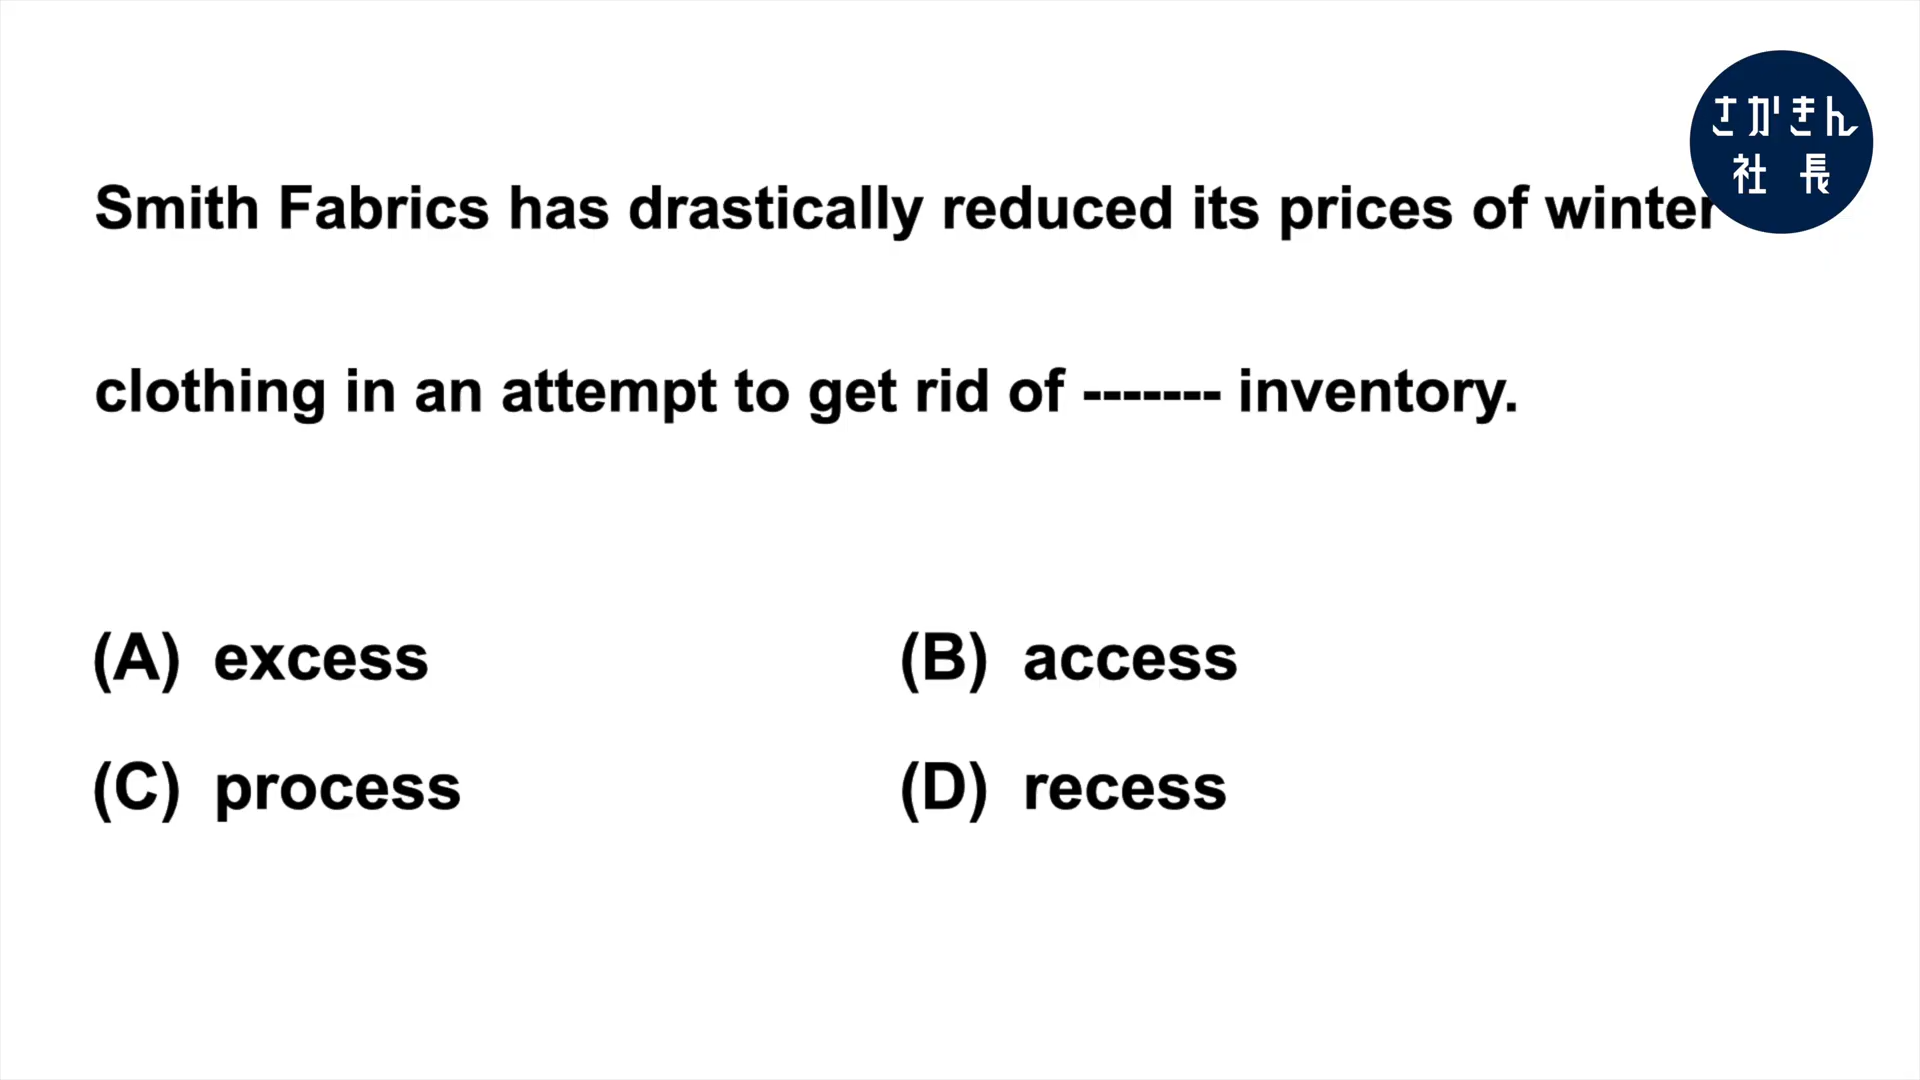 さかきん
社長
Smith Fabrics has drastically reduced its prices of winter
clothing in an attempt to get rid of ------- inventory.
(A) excess
(B) access
(C) process
(D) recess